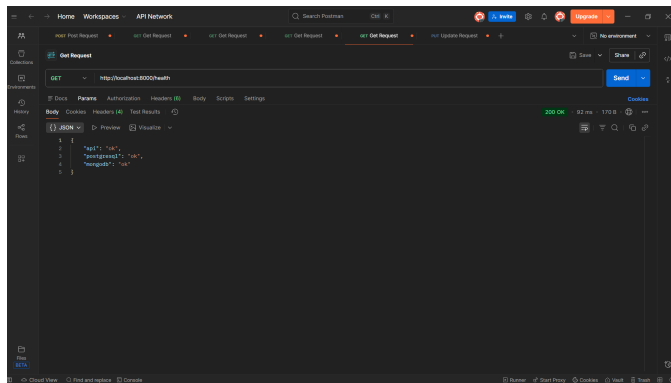 Home Workspaces API Network Search Postman Ctrl K Invite Upgrade
POST Post Request GET Get Request GET Get Request GET Get Request GET Get Request PUT Update Request No environment
Collections Get Request Save Share
Environments GET http://localhost:8000/health Send
History Docs Params Authorization Headers (6) Body Scripts Settings Cookies
Body Cookies Headers (4) Test Results 200 OK 92 ms 170 B
Flows {} JSON Preview Visualize
1 {
2 "api": "ok",
3 "postgresql": "ok",
4 "mongodb": "ok"
5 }
Files
BETA
Cloud View Find and replace Console Runner Start Proxy Cookies Vault Trash